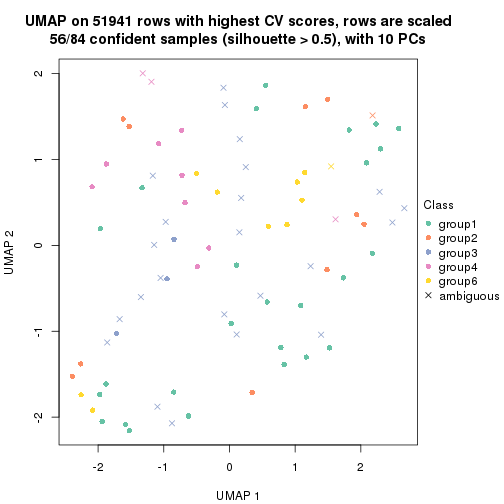 UMAP on 51941 rows with highest CV scores, rows are scaled
56/84 confident samples (silhouette > 0.5), with 10 PCs
2
1
0
-1
-2
UMAP 2
-2
-1
0
1
2
UMAP 1
Class
group1
group2
group3
group4
group6
ambiguous